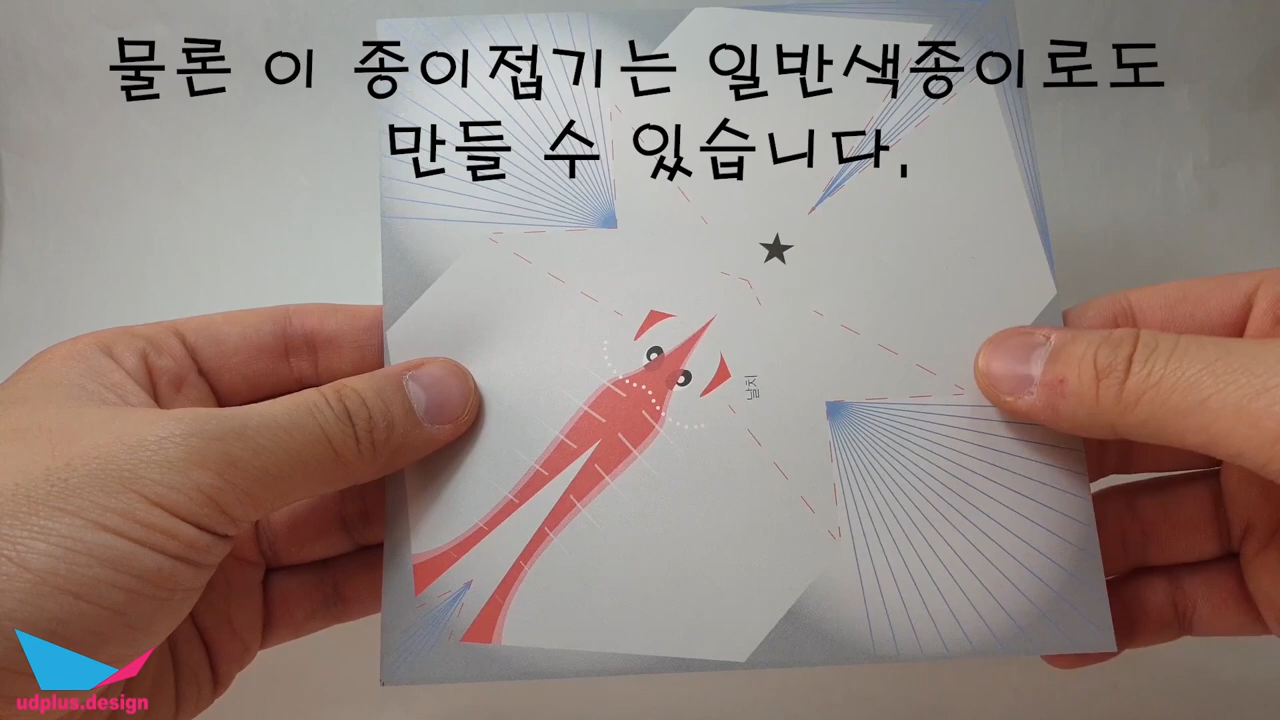 물론 이 종이접기는 일반색종이로도
만들 수 있습니다.
날치
udplus.design